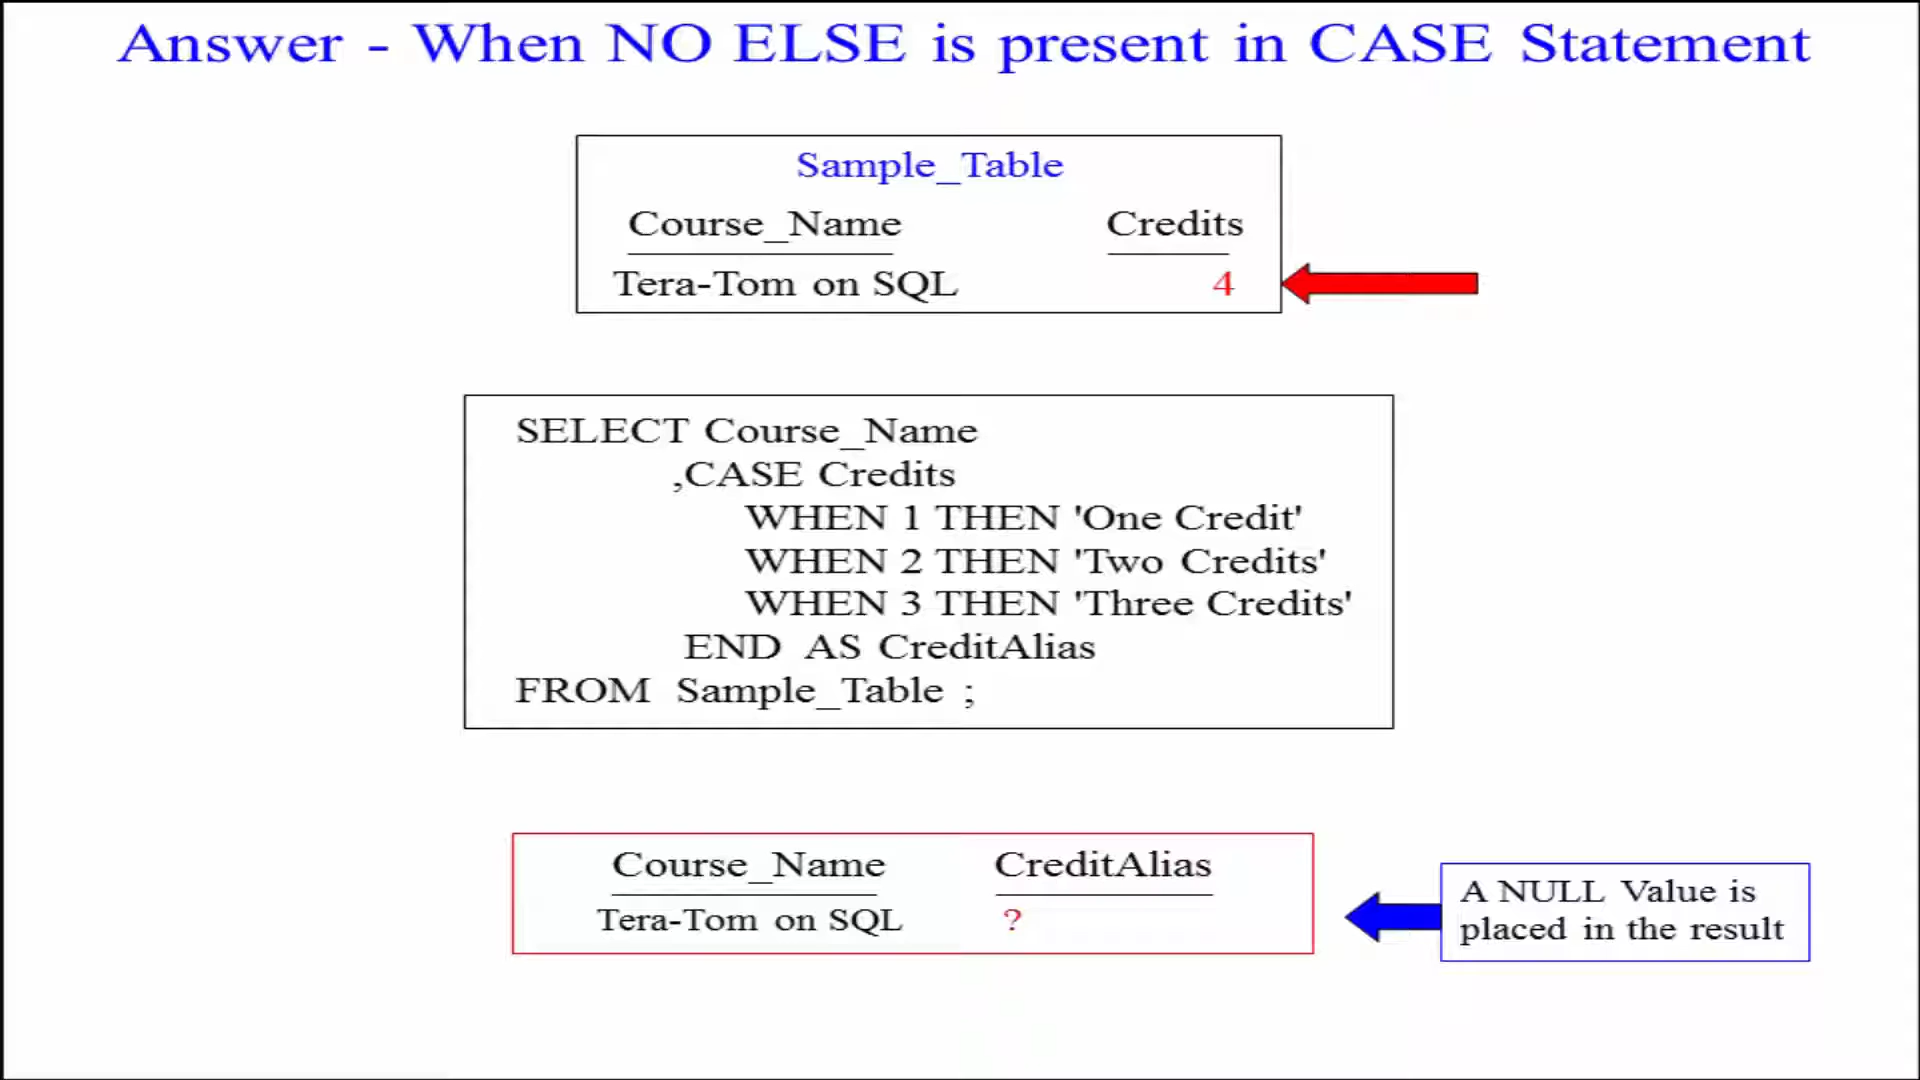 Answer - When NO ELSE is present in CASE Statement
Sample_Table
Course_Name Credits
Tera-Tom on SQL 4
SELECT Course_Name
,CASE Credits
WHEN 1 THEN 'One Credit'
WHEN 2 THEN 'Two Credits'
WHEN 3 THEN 'Three Credits'
END AS CreditAlias
FROM Sample_Table ;
Course_Name CreditAlias
Tera-Tom on SQL ?
A NULL Value is
placed in the result